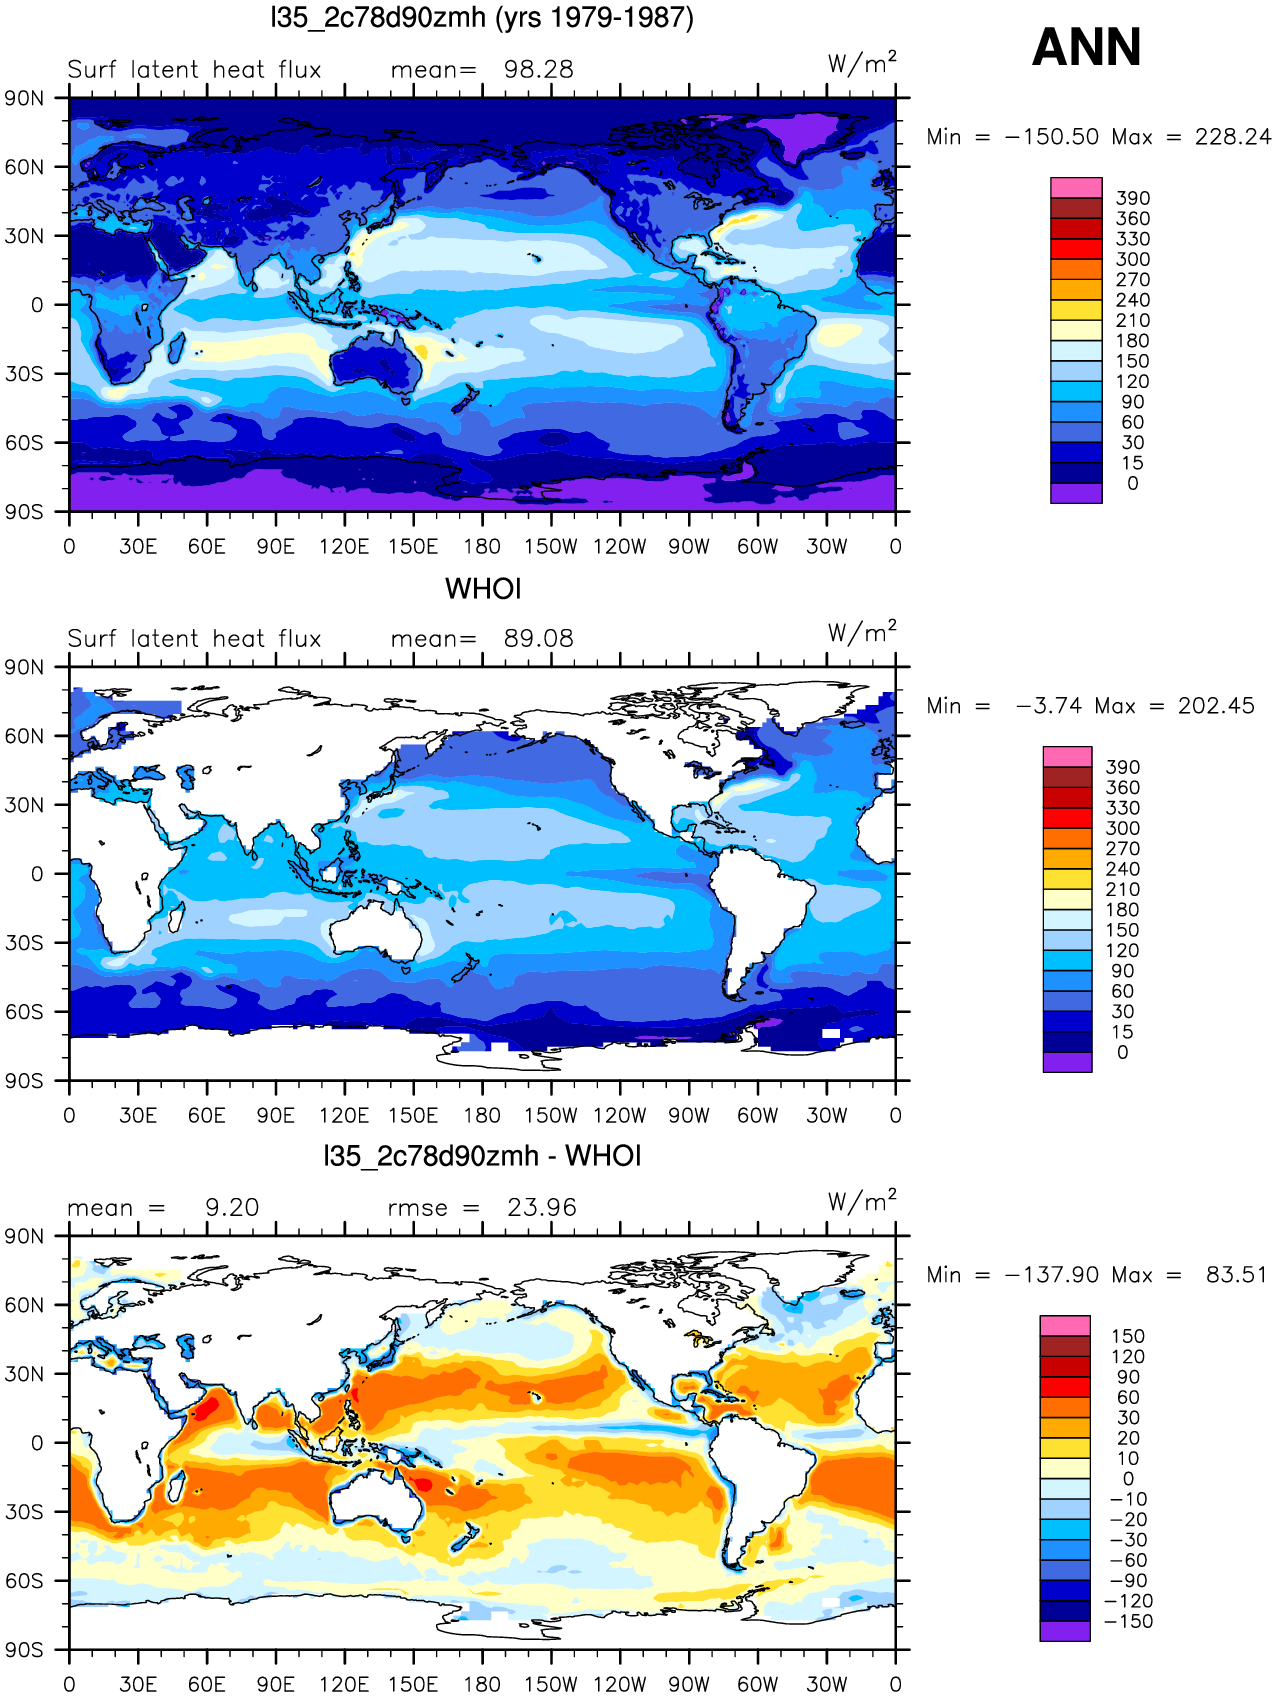 l35_2c78d90zmh (yrs 1979-1987)
ANN
Surf latent heat flux mean= 98.28 W/m²
Min = −150.50 Max = 228.24
90N
60N
30N
0
30S
60S
90S
0 30E 60E 90E 120E 150E 180 150W 120W 90W 60W 30W 0
390
360
330
300
270
240
210
180
150
120
90
60
30
15
0
WHOI
Surf latent heat flux mean= 89.08 W/m²
Min = −3.74 Max = 202.45
90N
60N
30N
0
30S
60S
90S
0 30E 60E 90E 120E 150E 180 150W 120W 90W 60W 30W 0
390
360
330
300
270
240
210
180
150
120
90
60
30
15
0
l35_2c78d90zmh - WHOI
mean = 9.20 rmse = 23.96 W/m²
Min = −137.90 Max = 83.51
90N
60N
30N
0
30S
60S
90S
0 30E 60E 90E 120E 150E 180 150W 120W 90W 60W 30W 0
150
120
90
60
30
20
10
0
−10
−20
−30
−60
−90
−120
−150